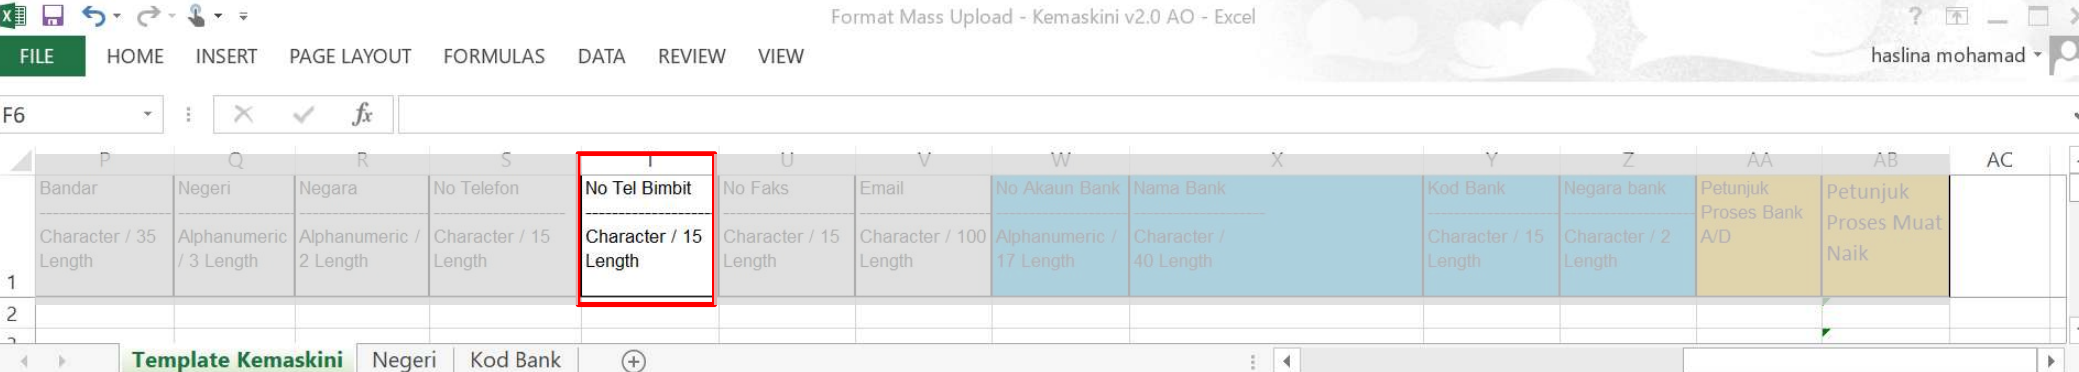 Format Mass Upload - Kemaskini v2.0 AO - Excel
?
FILE HOME INSERT PAGE LAYOUT FORMULAS DATA REVIEW VIEW
haslina mohamad
F6
fx
P Q R S T U V W X Y Z AA AB AC
1
Bandar
Character / 35
Length
Negeri
Alphanumeric
/ 3 Length
Negara
Alphanumeric /
2 Length
No Telefon
Character / 15
Length
No Tel Bimbit
Character / 15
Length
No Faks
Character / 15
Length
Email
Character / 100
Length
No Akaun Bank
Alphanumeric /
17 Length
Nama Bank
Character /
40 Length
Kod Bank
Character / 15
Length
Negara bank
Character / 2
Length
Petunjuk
Proses Bank
A/D
Petunjuk
Proses Muat
Naik
2
Template Kemaskini Negeri Kod Bank